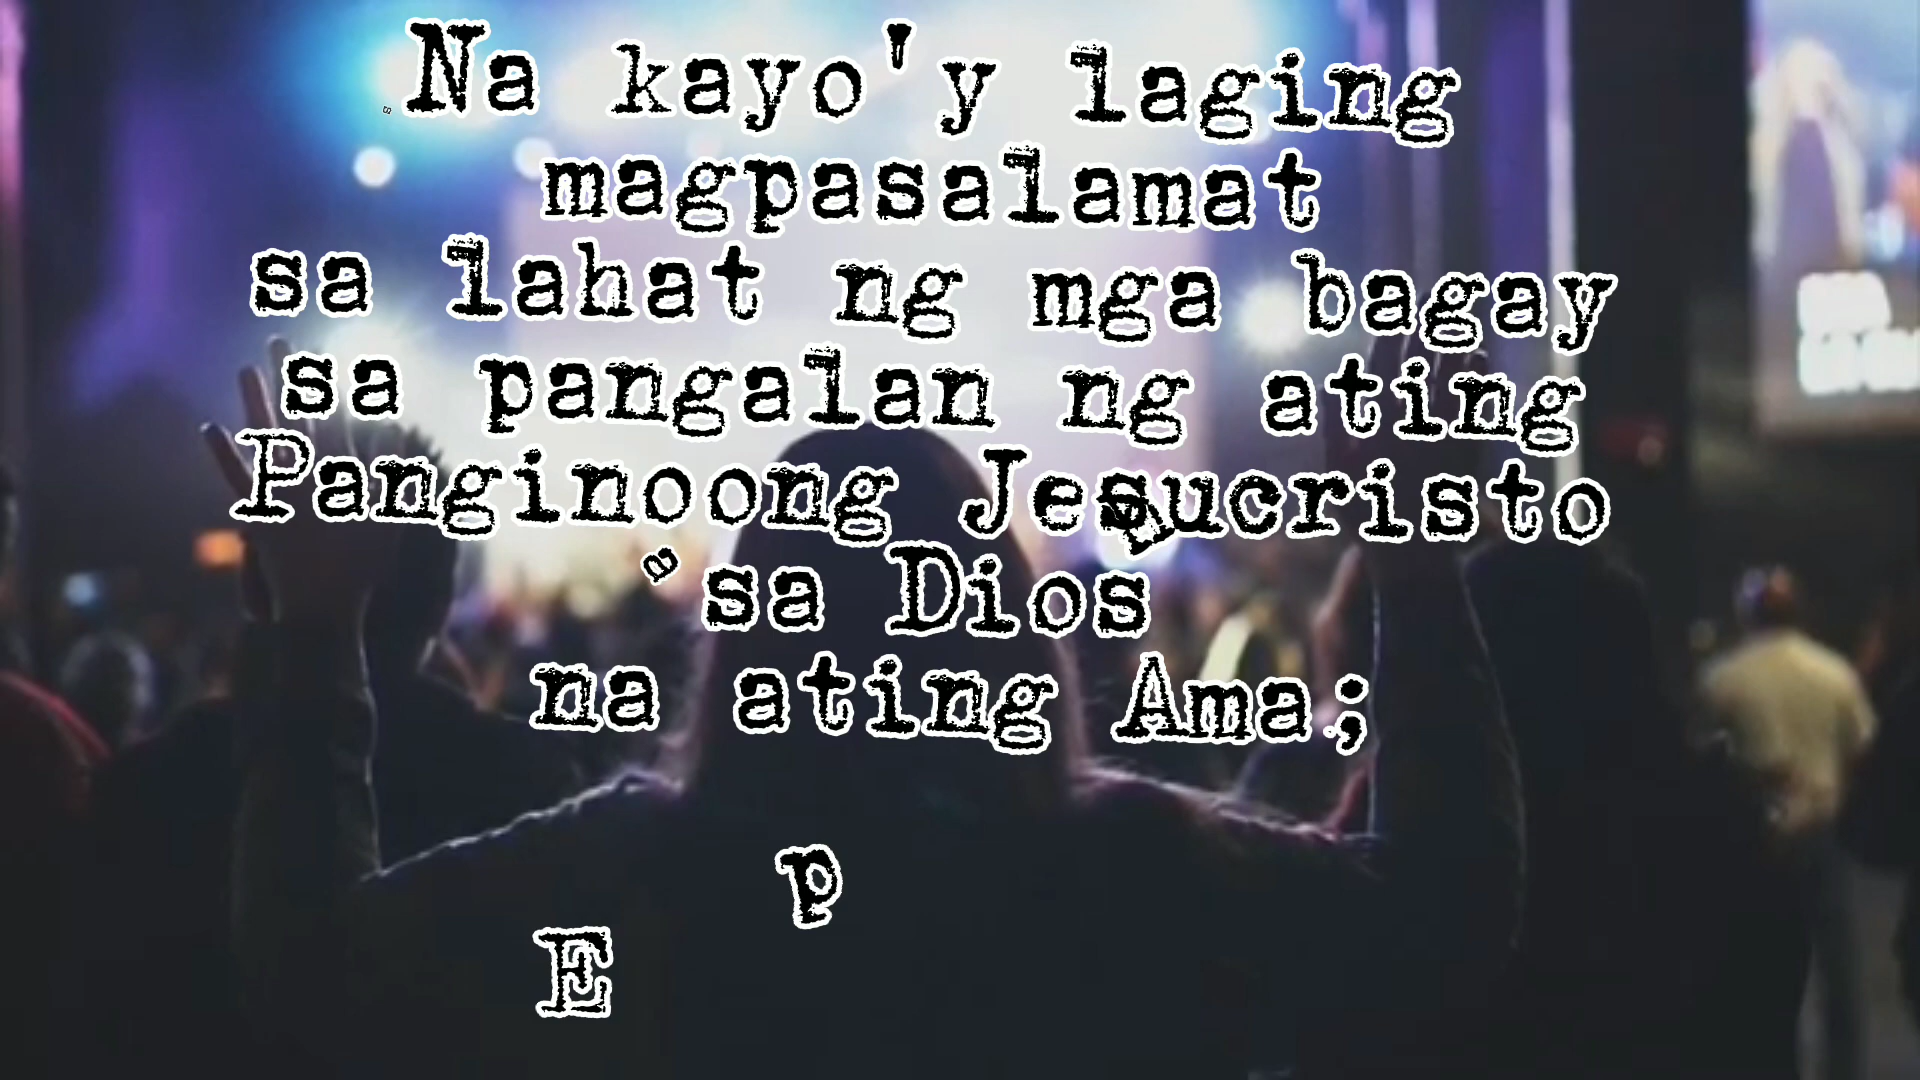 Na kayo'y laging
magpasalamat
sa lahat ng mga bagay
sa pangalan ng ating
Panginoong Jesucristo
sa Dios
na ating Ama;
p
E